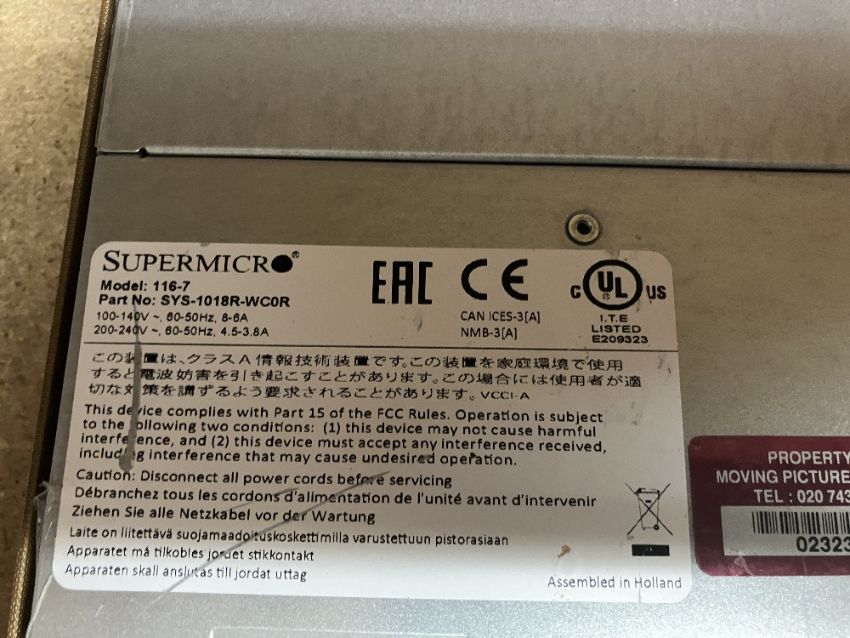 SUPERMICRO®
Model: 116-7
Part No: SYS-1018R-WC0R
100-140V ~, 60-50Hz, 8-6A
200-240V ~, 60-50Hz, 4.5-3.8A
EAC CE
CAN ICES-3[A]
NMB-3[A]
C UL US
I.T.E
LISTED
E209323
この装置は、クラスA情報技術装置です。この装置を家庭環境で使用
すると電波妨害を引き起こすことがあります。この場合には使用者が適
切な対策を講ずるよう要求されることがあります。VCCI-A
This device complies with Part 15 of the FCC Rules. Operation is subject
to the following two conditions: (1) this device may not cause harmful
interference, and (2) this device must accept any interference received,
including interference that may cause undesired operation.
Caution: Disconnect all power cords before servicing
Débranchez tous les cordons d'alimentation de l'unité avant d'intervenir
Ziehen Sie alle Netzkabel vor der Wartung
Laite on liitettävä suojamaadoituskoskettimilla varustettuun pistorasiaan
Apparatet må tilkobles jordet stikkontakt
Apparaten skall anslutas till jordat uttag
Assembled in Holland
PROPERTY
MOVING PICTURE
TEL : 020 743
02323